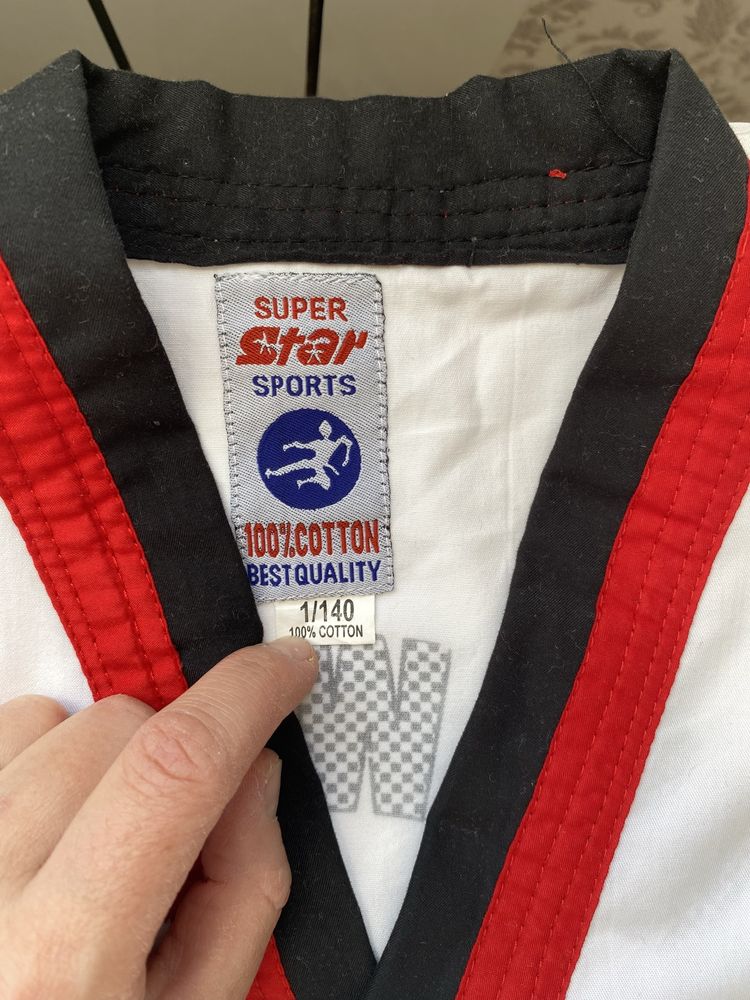 SUPER
Star
SPORTS
100% COTTON
BEST QUALITY
1/140
100% COTTON
W